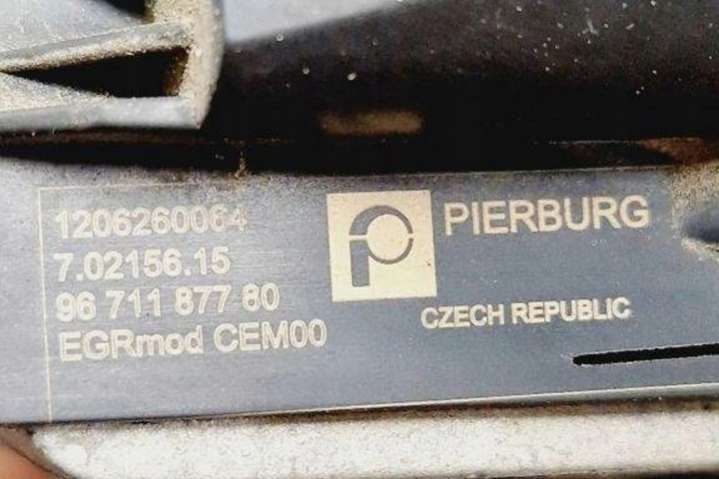 1206260064
7.02156.15
96 711 877 80
EGRmod CEM00
PIERBURG
CZECH REPUBLIC